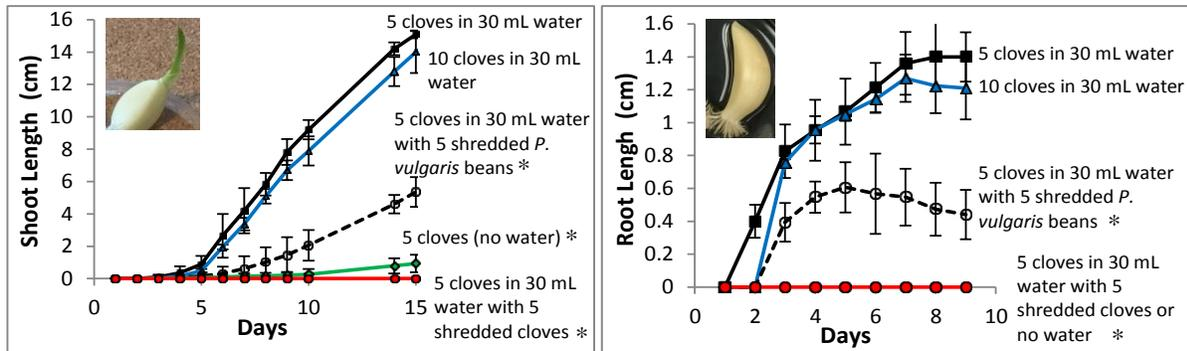 Shoot Length (cm)
16
14
12
10
8
6
4
2
0
0
5
10
15
Days
5 cloves in 30 mL water
10 cloves in 30 mL
water
5 cloves in 30 mL water
with 5 shredded P.
vulgaris beans *
5 cloves (no water) *
5 cloves in 30 mL
water with 5
shredded cloves *
Root Lengh (cm)
1.6
1.4
1.2
1
0.8
0.6
0.4
0.2
0
0
2
4
6
8
10
Days
5 cloves in 30 mL water
10 cloves in 30 mL water
5 cloves in 30 mL water
with 5 shredded P.
vulgaris beans *
5 cloves in 30 mL
water with 5
shredded cloves or
no water *